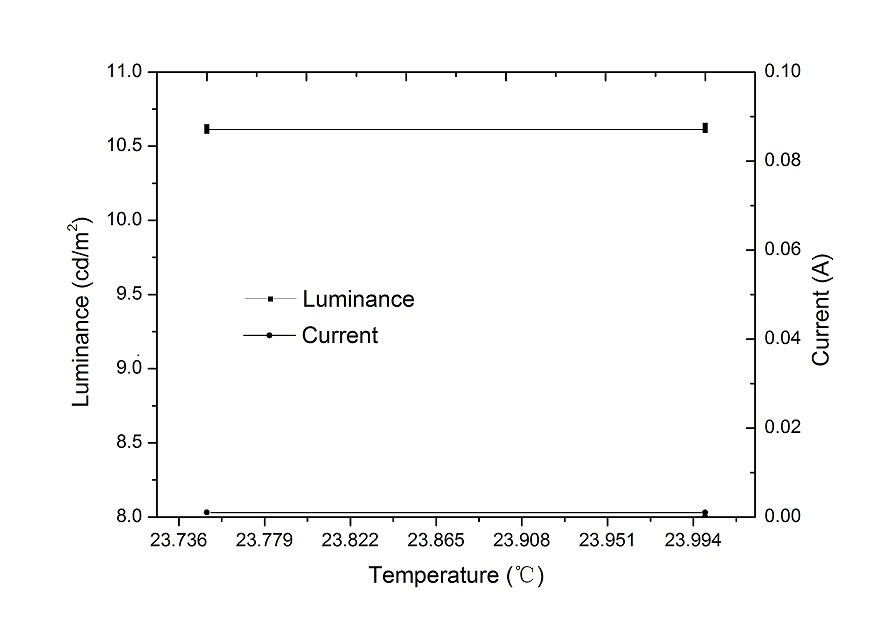 11.0
10.5
10.0
9.5
9.0
8.5
8.0
Luminance (cd/m²)
Luminance
Current
0.10
0.08
0.06
0.04
0.02
0.00
Current (A)
23.736 23.779 23.822 23.865 23.908 23.951 23.994
Temperature (℃)